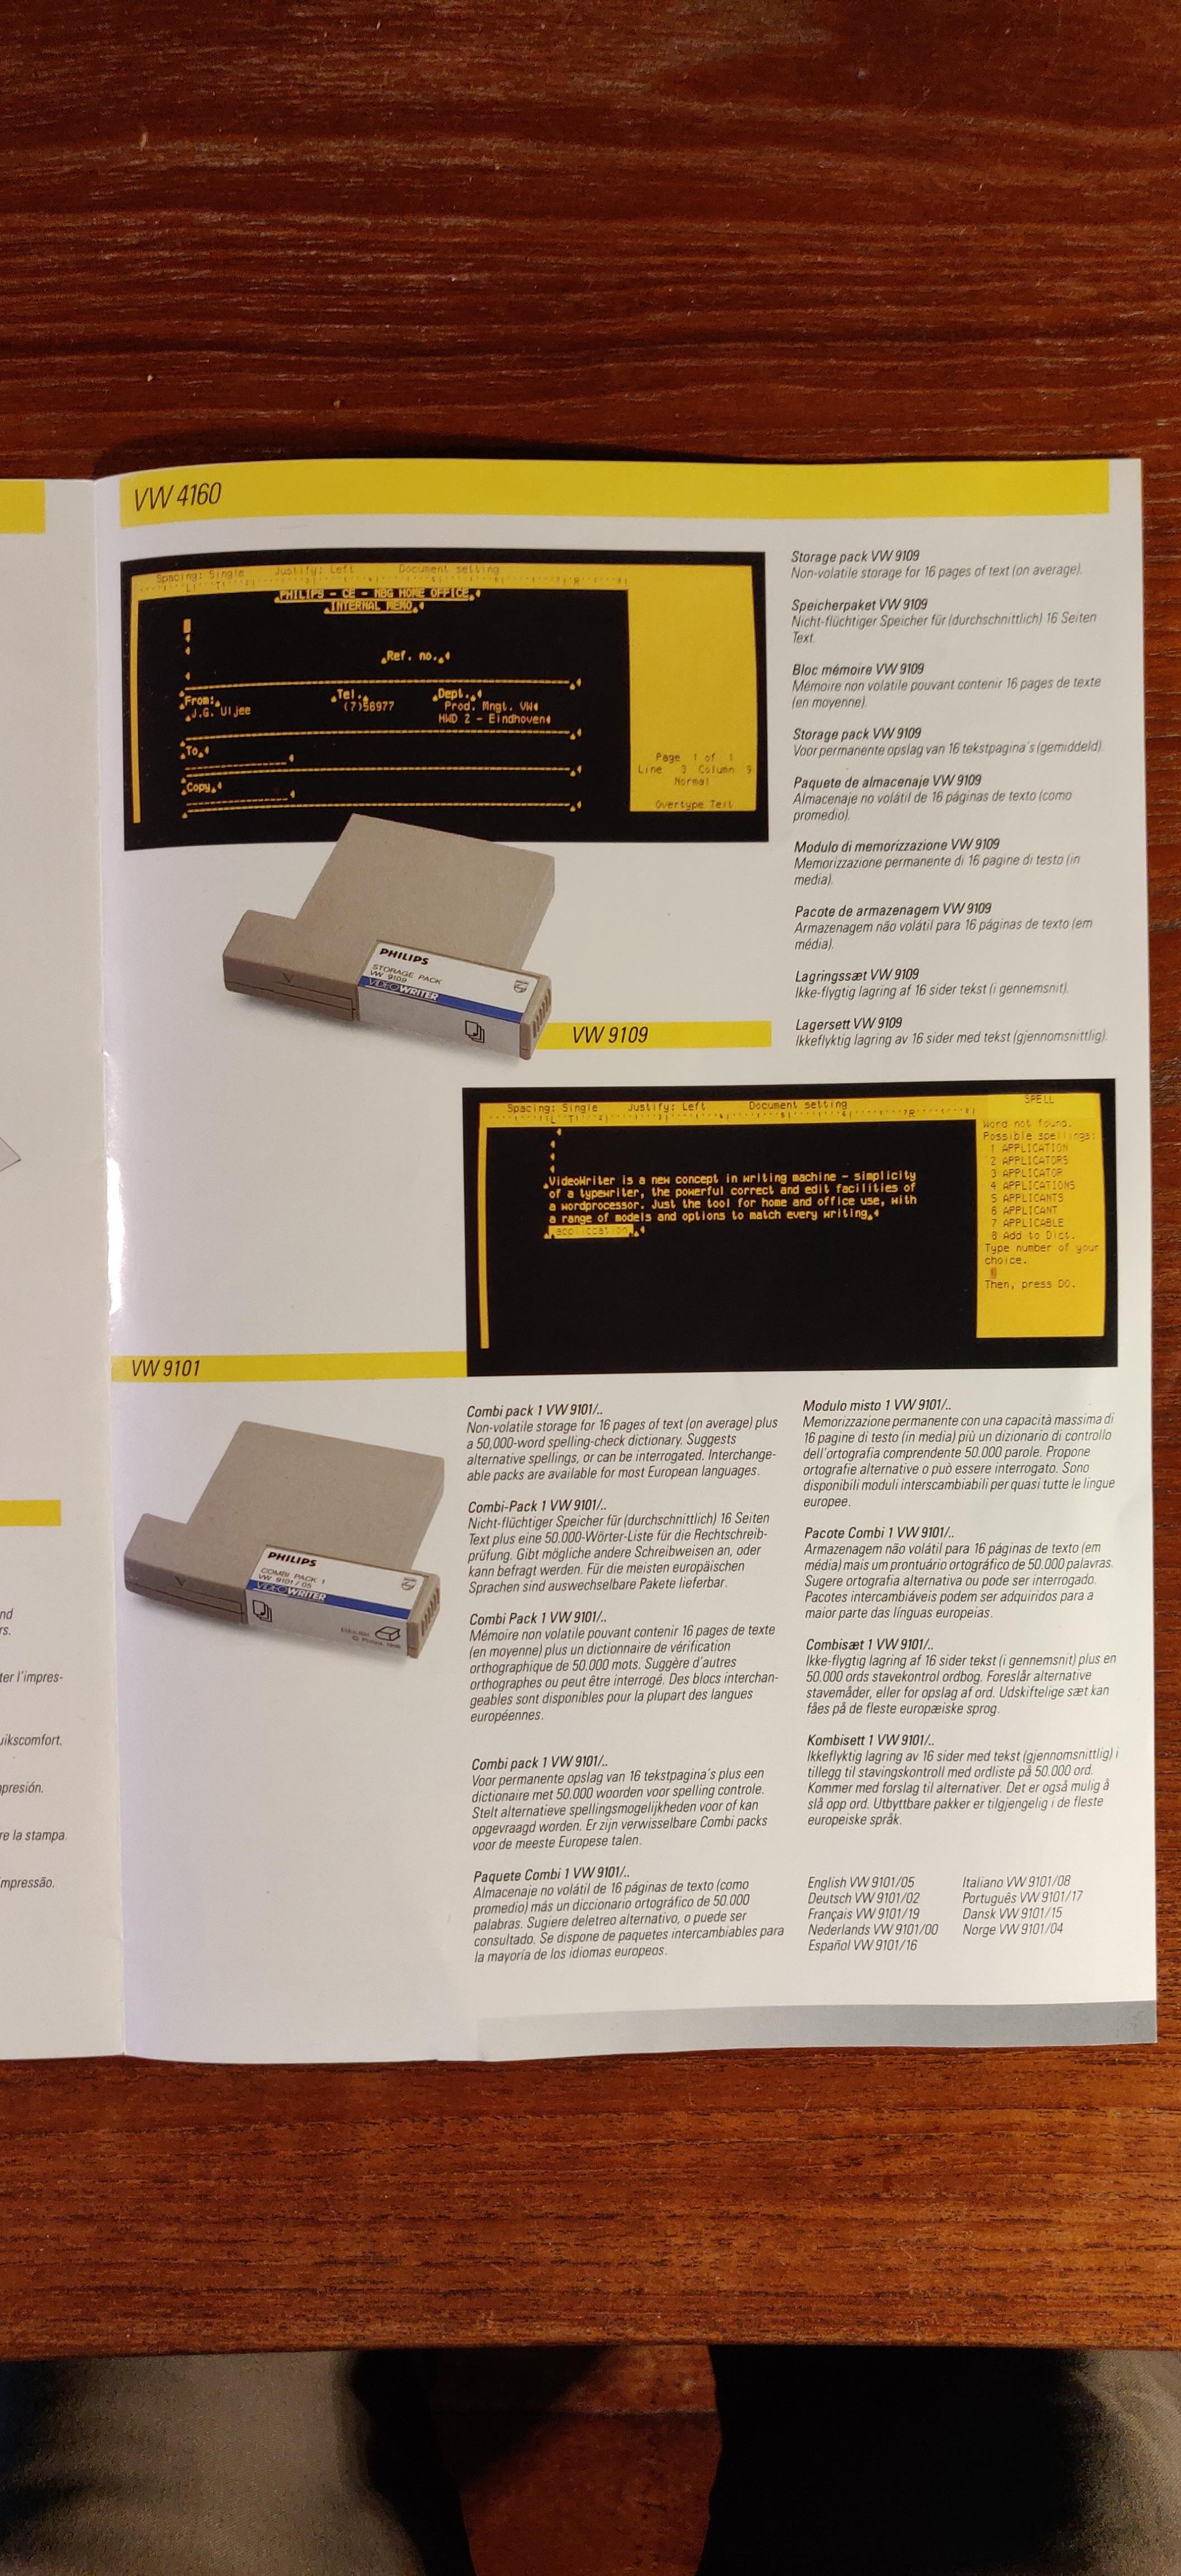 VW 4160
Spacing: Single Justify: Left Document setting
PHILIPS - CE - NBG HOME OFFICE
INTERNAL MEMO
Ref. no.
From: Tel. Dept.
J.G. Uljee (7)58977 Prod. Mngt. VW
HWD 2 - Eindhoven
To
Copy
Page 1 of 1
Line 3 Column 9
Normal
Overtype Text
PHILIPS
STORAGE PACK
VW 9109
VIDEOWRITER
VW 9109
Storage pack VW 9109
Non-volatile storage for 16 pages of text (on average).
Speicherpaket VW 9109
Nicht-flüchtiger Speicher für (durchschnittlich) 16 Seiten
Text.
Bloc mémoire VW 9109
Mémoire non volatile pouvant contenir 16 pages de texte
(en moyenne).
Storage pack VW 9109
Voor permanente opslag van 16 tekstpagina's (gemiddeld).
Paquete de almacenaje VW 9109
Almacenaje no volátil de 16 páginas de texto (como
promedio).
Modulo di memorizzazione VW 9109
Memorizzazione permanente di 16 pagine di testo (in
media).
Pacote de armazenagem VW 9109
Armazenagem não volátil para 16 páginas de texto (em
média).
Lagringssæt VW 9109
Ikke-flygtig lagring af 16 sider tekst (i gennemsnit).
Lagersett VW 9109
Ikkeflyktig lagring av 16 sider med tekst (gjennomsnittlig).
Spacing: Single Justify: Left Document setting
VideoWriter is a new concept in writing machine - simplicity
of a typewriter, the powerful correct and edit facilities of
a wordprocessor. Just the tool for home and office use, with
a range of models and options to match every writing.
SPELL
Word not found.
Possible spellings:
1 APPLICATION
2 APPLICATORS
3 APPLICATOR
4 APPLICATIONS
5 APPLICANTS
6 APPLICANT
7 APPLICABLE
8 Add to Dict.
Type number of your
choice.
Then, press DO.
VW 9101
PHILIPS
COMBI PACK 1
VW 9101/05
VIDEOWRITER
ENGLISH
© Philips 1986
Combi pack 1 VW 9101/..
Non-volatile storage for 16 pages of text (on average) plus
a 50,000-word spelling-check dictionary. Suggests
alternative spellings, or can be interrogated. Interchange-
able packs are available for most European languages.
Combi-Pack 1 VW 9101/..
Nicht-flüchtiger Speicher für (durchschnittlich) 16 Seiten
Text plus eine 50.000-Wörter-Liste für die Rechtschreib-
prüfung. Gibt mögliche andere Schreibweisen an, oder
kann befragt werden. Für die meisten europäischen
Sprachen sind auswechselbare Pakete lieferbar.
Combi Pack 1 VW 9101/..
Mémoire non volatile pouvant contenir 16 pages de texte
(en moyenne) plus un dictionnaire de vérification
orthographique de 50.000 mots. Suggère d'autres
orthographes ou peut être interrogé. Des blocs interchan-
geables sont disponibles pour la plupart des langues
européennes.
Combi pack 1 VW 9101/..
Voor permanente opslag van 16 tekstpagina's plus een
dictionaire met 50.000 woorden voor spelling controle.
Stelt alternatieve spellingsmogelijkheden voor of kan
opgevraagd worden. Er zijn verwisselbare Combi packs
voor de meeste Europese talen.
Paquete Combi 1 VW 9101/..
Almacenaje no volátil de 16 páginas de texto (como
promedio) más un diccionario ortográfico de 50.000
palabras. Sugiere deletreo alternativo, o puede ser
consultado. Se dispone de paquetes intercambiables para
la mayoría de los idiomas europeos.
Modulo misto 1 VW 9101/..
Memorizzazione permanente con una capacità massima di
16 pagine di testo (in media) più un dizionario di controllo
dell'ortografia comprendente 50.000 parole. Propone
ortografie alternative o può essere interrogato. Sono
disponibili moduli interscambiabili per quasi tutte le lingue
europee.
Pacote Combi 1 VW 9101/..
Armazenagem não volátil para 16 páginas de texto (em
média) mais um prontuário ortográfico de 50.000 palavras.
Sugere ortografia alternativa ou pode ser interrogado.
Pacotes intercambiáveis podem ser adquiridos para a
maior parte das línguas europeias.
Combisæt 1 VW 9101/..
Ikke-flygtig lagring af 16 sider tekst (i gennemsnit) plus en
50.000 ords stavekontrol ordbog. Foreslår alternative
stavemåder, eller for opslag af ord. Udskiftelige sæt kan
fåes på de fleste europæiske sprog.
Kombisett 1 VW 9101/..
Ikkeflyktig lagring av 16 sider med tekst (gjennomsnittlig) i
tillegg til stavingskontroll med ordliste på 50.000 ord.
Kommer med forslag til alternativer. Det er også mulig å
slå opp ord. Utbyttbare pakker er tilgjengelig i de fleste
europeiske språk.
English VW 9101/05 Italiano VW 9101/08
Deutsch VW 9101/02 Português VW 9101/17
Français VW 9101/19 Dansk VW 9101/15
Nederlands VW 9101/00 Norge VW 9101/04
Español VW 9101/16
nd
rs.
ter l'impres-
uikscomfort.
presión.
re la stampa.
mpressão.